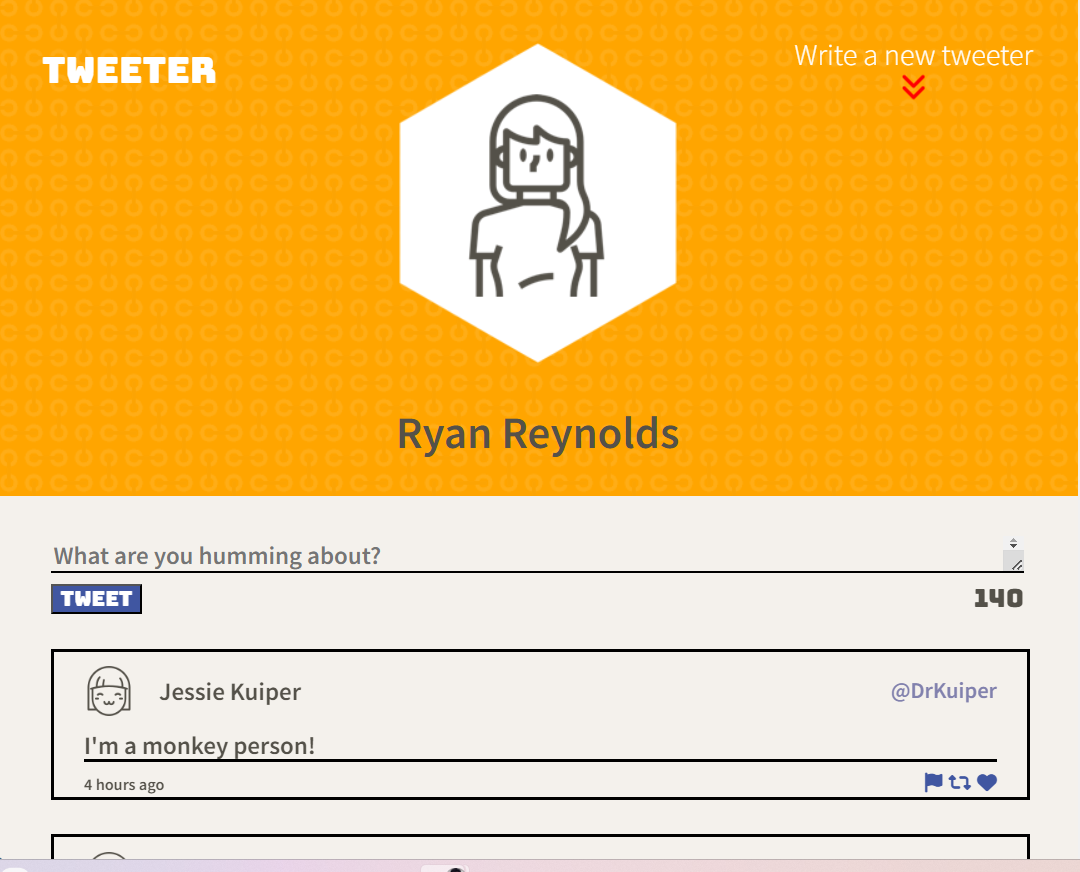 TWEETER
Write a new tweeter
Ryan Reynolds
What are you humming about?
TWEET
140
Jessie Kuiper
@DrKuiper
I'm a monkey person!
4 hours ago